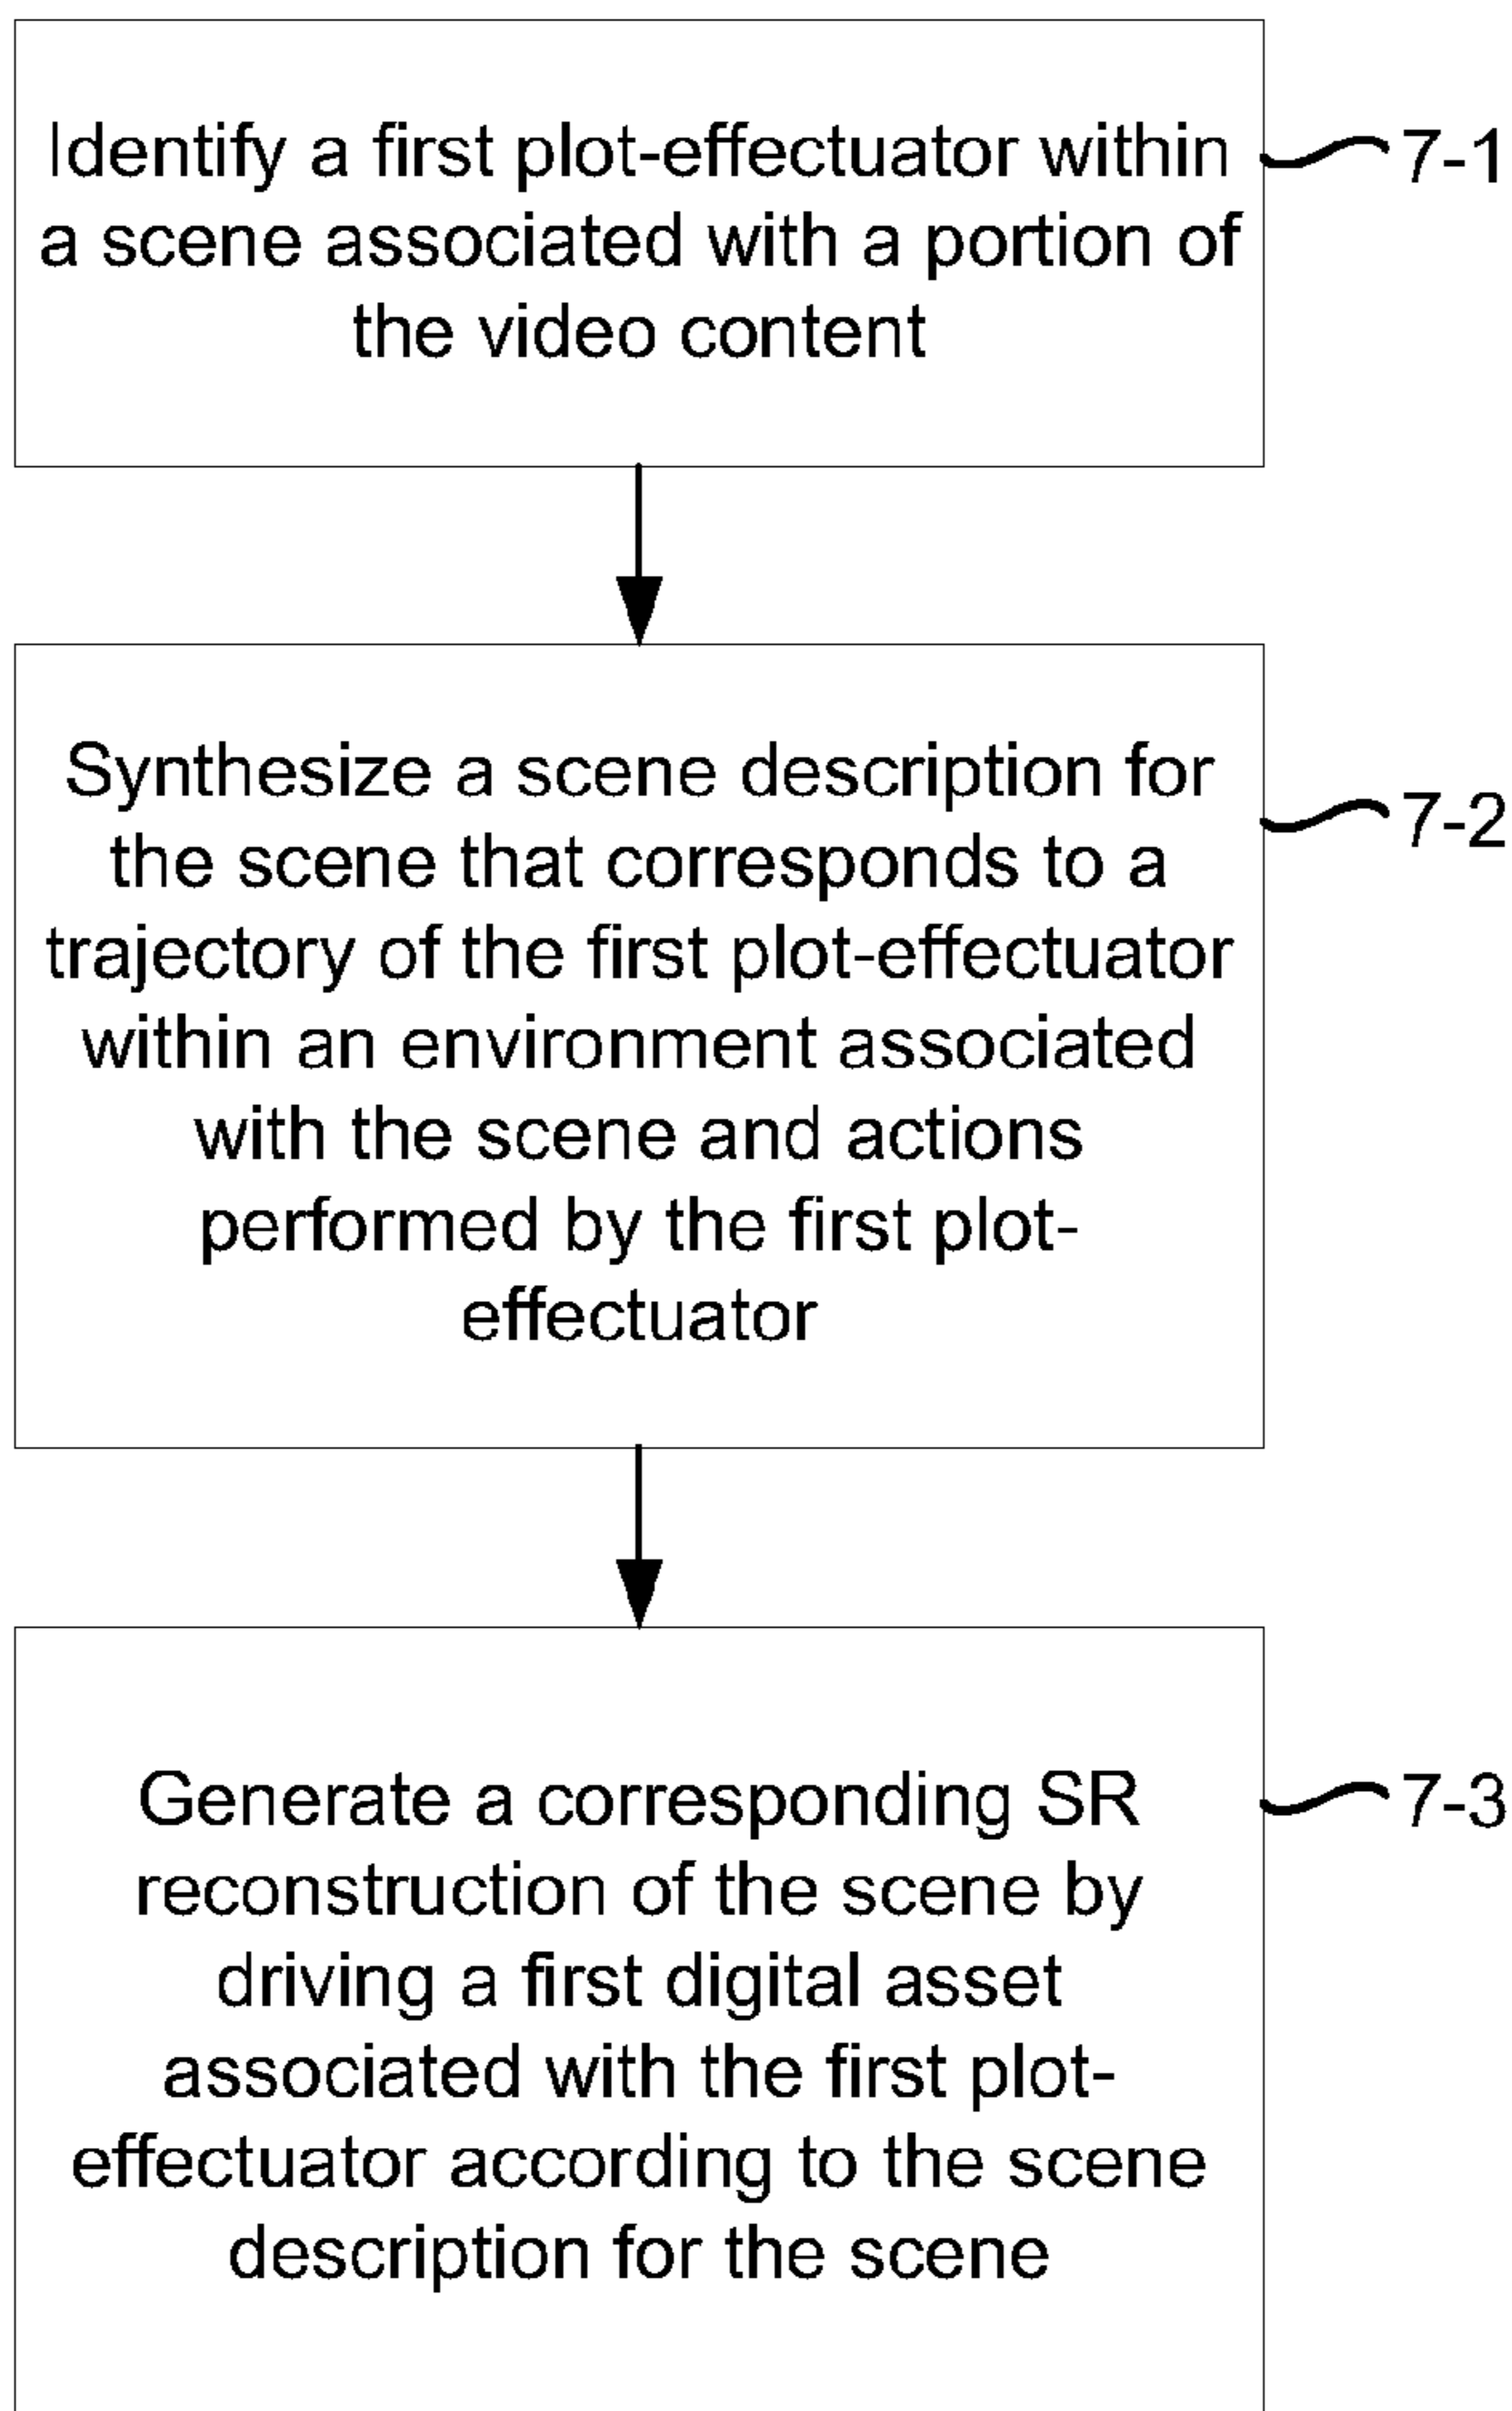 Identify a first plot-effectuator within
a scene associated with a portion of
the video content
7-1
Synthesize a scene description for
the scene that corresponds to a
trajectory of the first plot-effectuator
within an environment associated
with the scene and actions
performed by the first plot-
effectuator
7-2
Generate a corresponding SR
reconstruction of the scene by
driving a first digital asset
associated with the first plot-
effectuator according to the scene
description for the scene
7-3